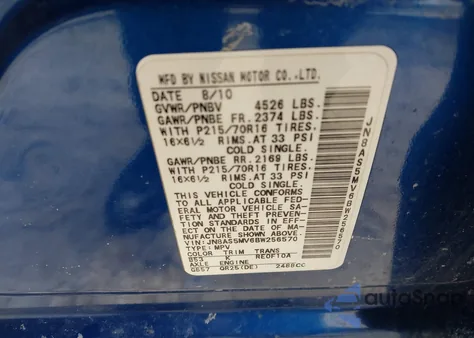 MFD BY NISSAN MOTOR CO.,LTD.
DATE 8/10
GVWR/PNBV 4526 LBS.
GAWR/PNBE FR. 2374 LBS.
WITH P215/70R16 TIRES.
16X6½ RIMS.AT 33 PSI
COLD SINGLE.
GAWR/PNBE RR. 2169 LBS.
WITH P215/70R16 TIRES.
16X6½ RIMS.AT 33 PSI
COLD SINGLE.
THIS VEHICLE CONFORMS
TO ALL APPLICABLE FED-
ERAL MOTOR VEHICLE SA-
FETY AND THEFT PREVEN-
TION STANDARDS IN EFF-
ECT ON THE DATE OF MA-
NUFACTURE SHOWN ABOVE.
VIN: JN8AS5MV6BW256570
TYPE: MPV
COLOR TRIM TRANS
K RE0F10A
AXLE ENGINE
GB57 QR25(DE) 2488CC
JN8AS5MV6BW256570
AutoSnap